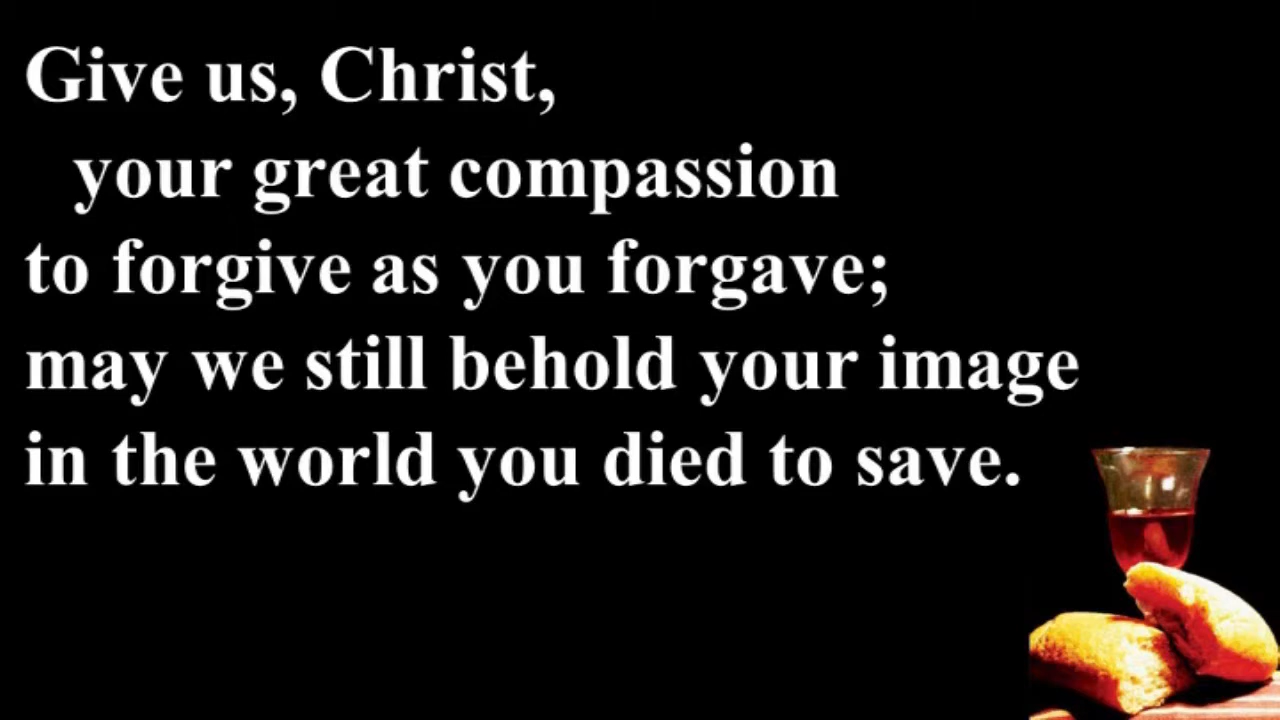 Give us, Christ,
your great compassion
to forgive as you forgave;
may we still behold your image
in the world you died to save.